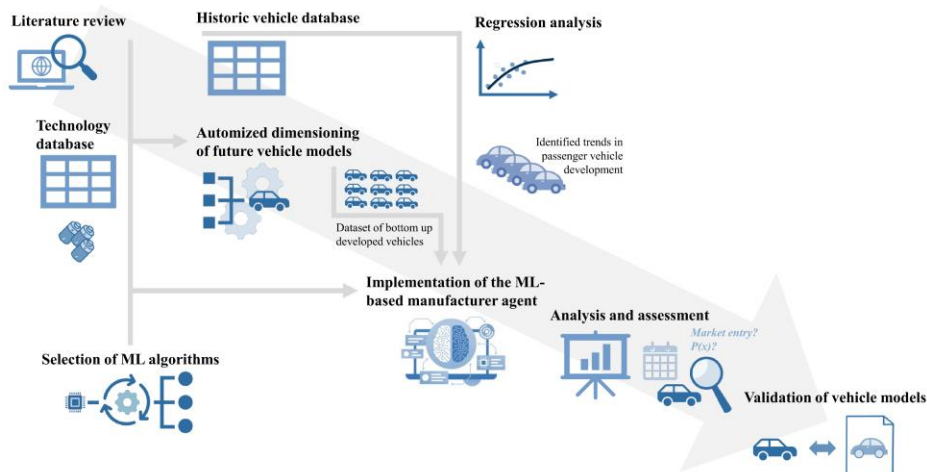 Literature review
Historic vehicle database
Regression analysis
Technology
database
Automized dimensioning
of future vehicle models
Identified trends in
passenger vehicle
development
Dataset of bottom up
developed vehicles
Implementation of the ML-
based manufacturer agent
Analysis and assessment
Market entry?
P(x)?
Selection of ML algorithms
Validation of vehicle models